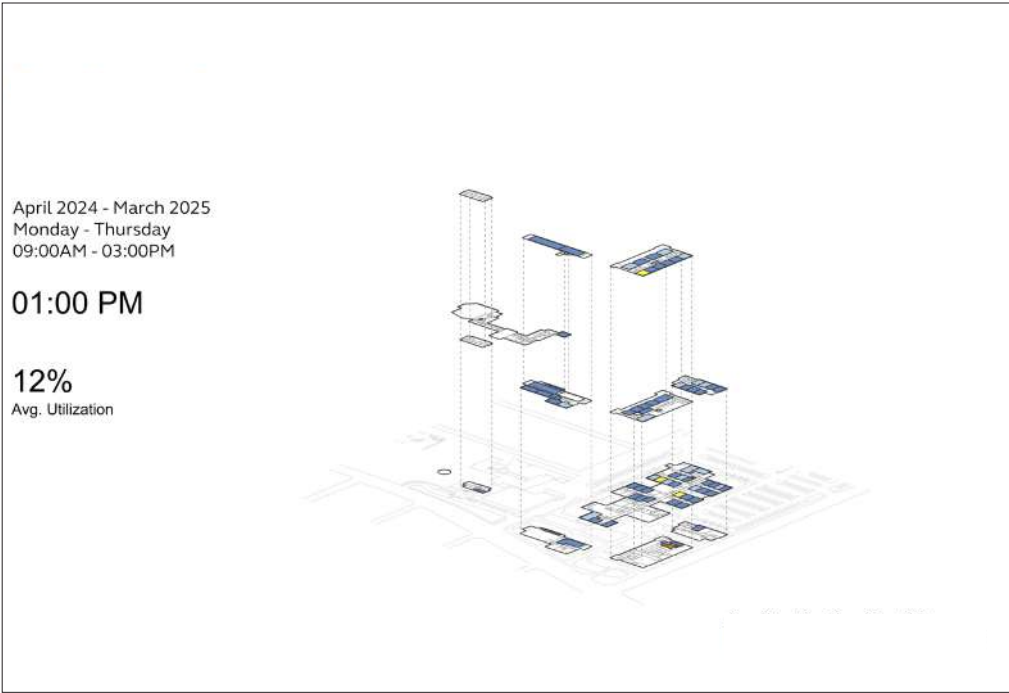 April 2024 - March 2025
Monday - Thursday
09:00AM - 03:00PM
01:00 PM
12%
Avg. Utilization